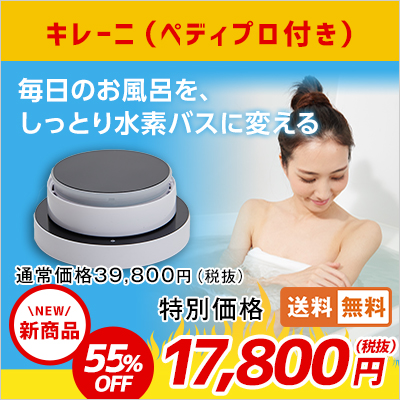 キレーニ（ペディプロ付き）
毎日のお風呂を、
しっとり水素バスに変える
通常価格39,800円（税抜）
\NEW/
新商品
特別価格
送料 無料
55%
OFF
17,800円（税抜）